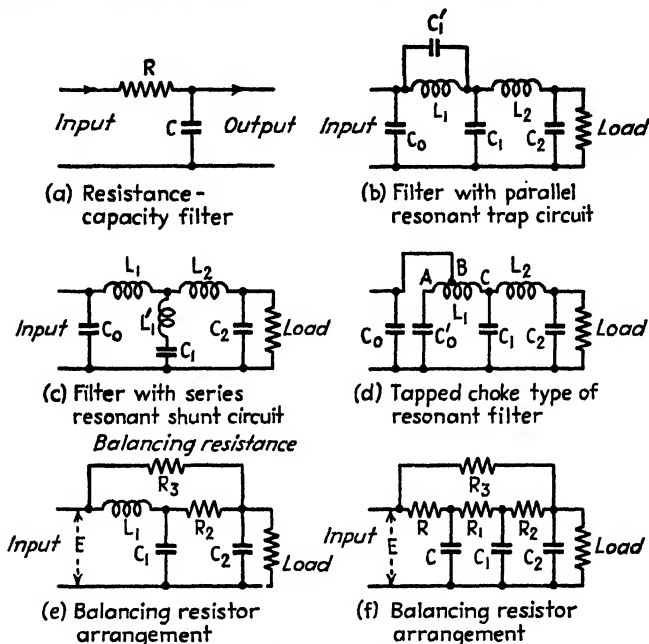 R
Input
C
Output
(a) Resistance-
capacity filter
C₁'
L₁
L₂
Input
C₀
C₁
C₂
Load
(b) Filter with parallel
resonant trap circuit
L₁
L₂
L₁'
Input
C₀
C₁
C₂
Load
(c) Filter with series
resonant shunt circuit
A
B
C
L₂
L₁
C₀
C₀'
C₁
C₂
Load
(d) Tapped choke type of
resonant filter
Balancing resistance
R₃
L₁
R₂
Input
E
C₁
C₂
Load
(e) Balancing resistor
arrangement
R₃
R
R₁
R₂
Input
E
C
C₁
C₂
Load
(f) Balancing resistor
arrangement